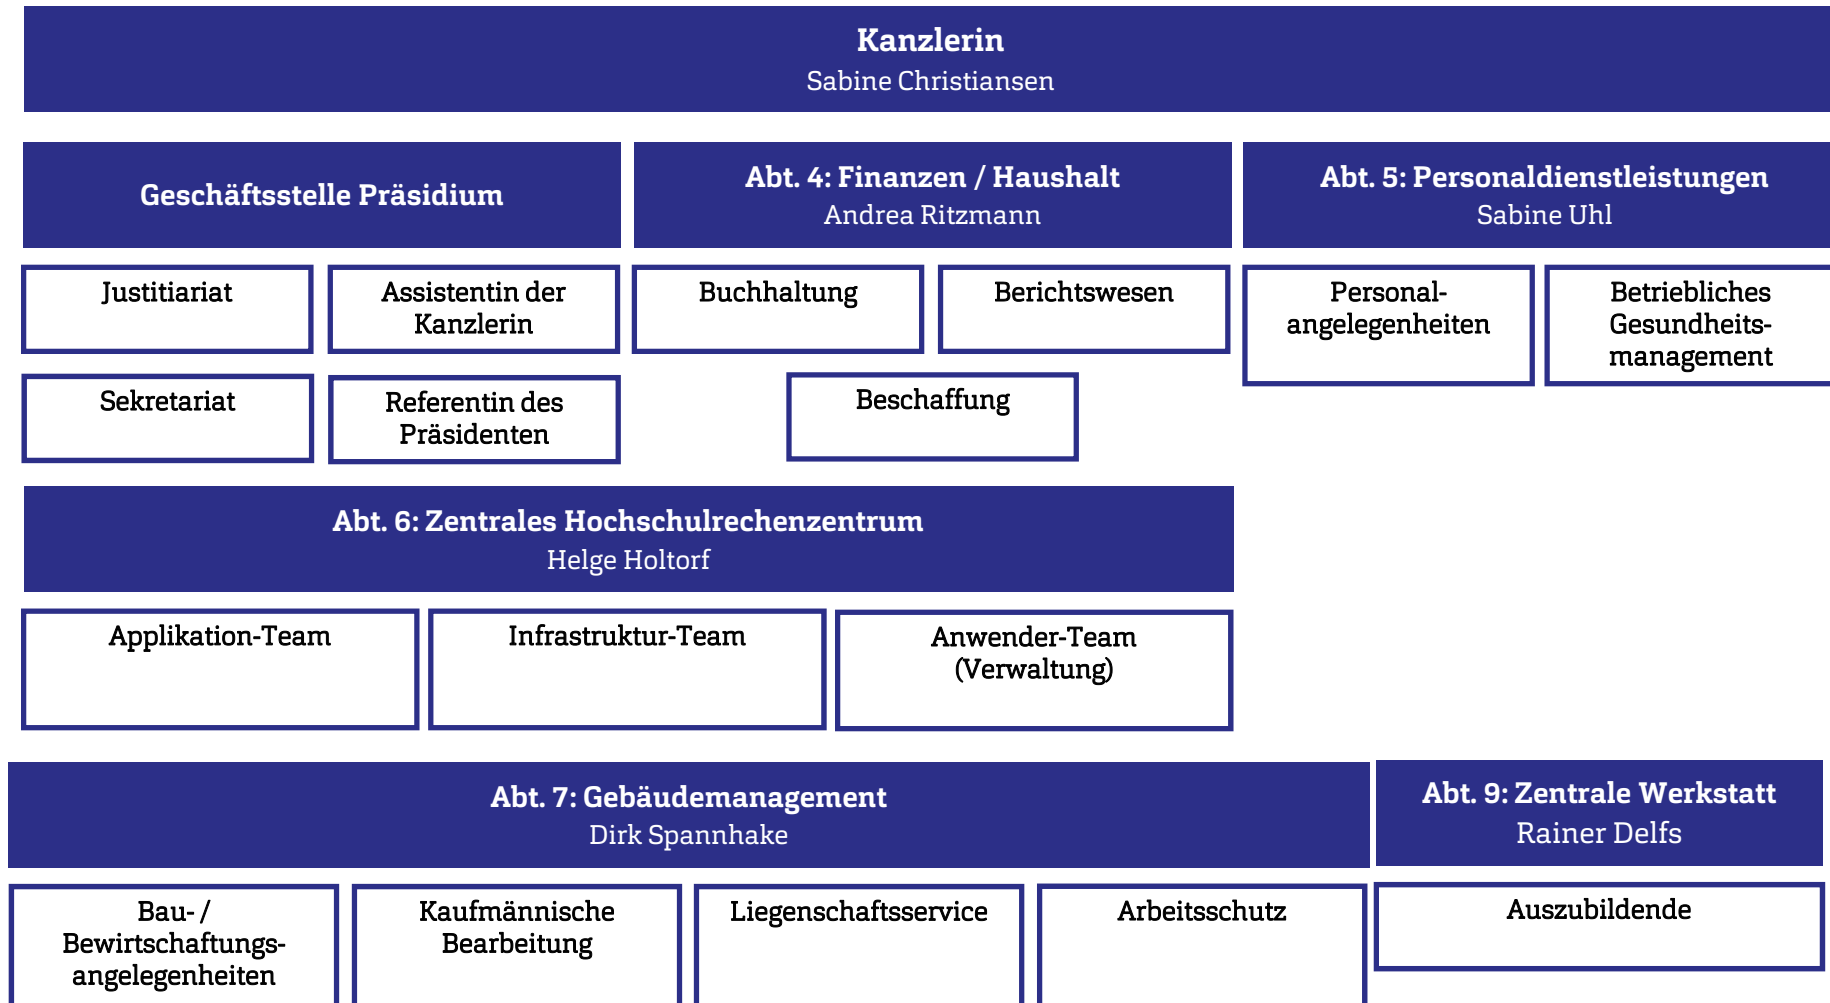 Kanzlerin
Sabine Christiansen
Geschäftsstelle Präsidium
Abt. 4: Finanzen / Haushalt
Andrea Ritzmann
Abt. 5: Personaldienstleistungen
Sabine Uhl
Justitiariat
Assistentin der
Kanzlerin
Buchhaltung
Berichtswesen
Personal-
angelegenheiten
Betriebliches
Gesundheits-
management
Sekretariat
Referentin des
Präsidenten
Beschaffung
Abt. 6: Zentrales Hochschulrechenzentrum
Helge Holtorf
Applikation-Team
Infrastruktur-Team
Anwender-Team
(Verwaltung)
Abt. 7: Gebäudemanagement
Dirk Spannhake
Abt. 9: Zentrale Werkstatt
Rainer Delfs
Bau- /
Bewirtschaftungs-
angelegenheiten
Kaufmännische
Bearbeitung
Liegenschaftsservice
Arbeitsschutz
Auszubildende